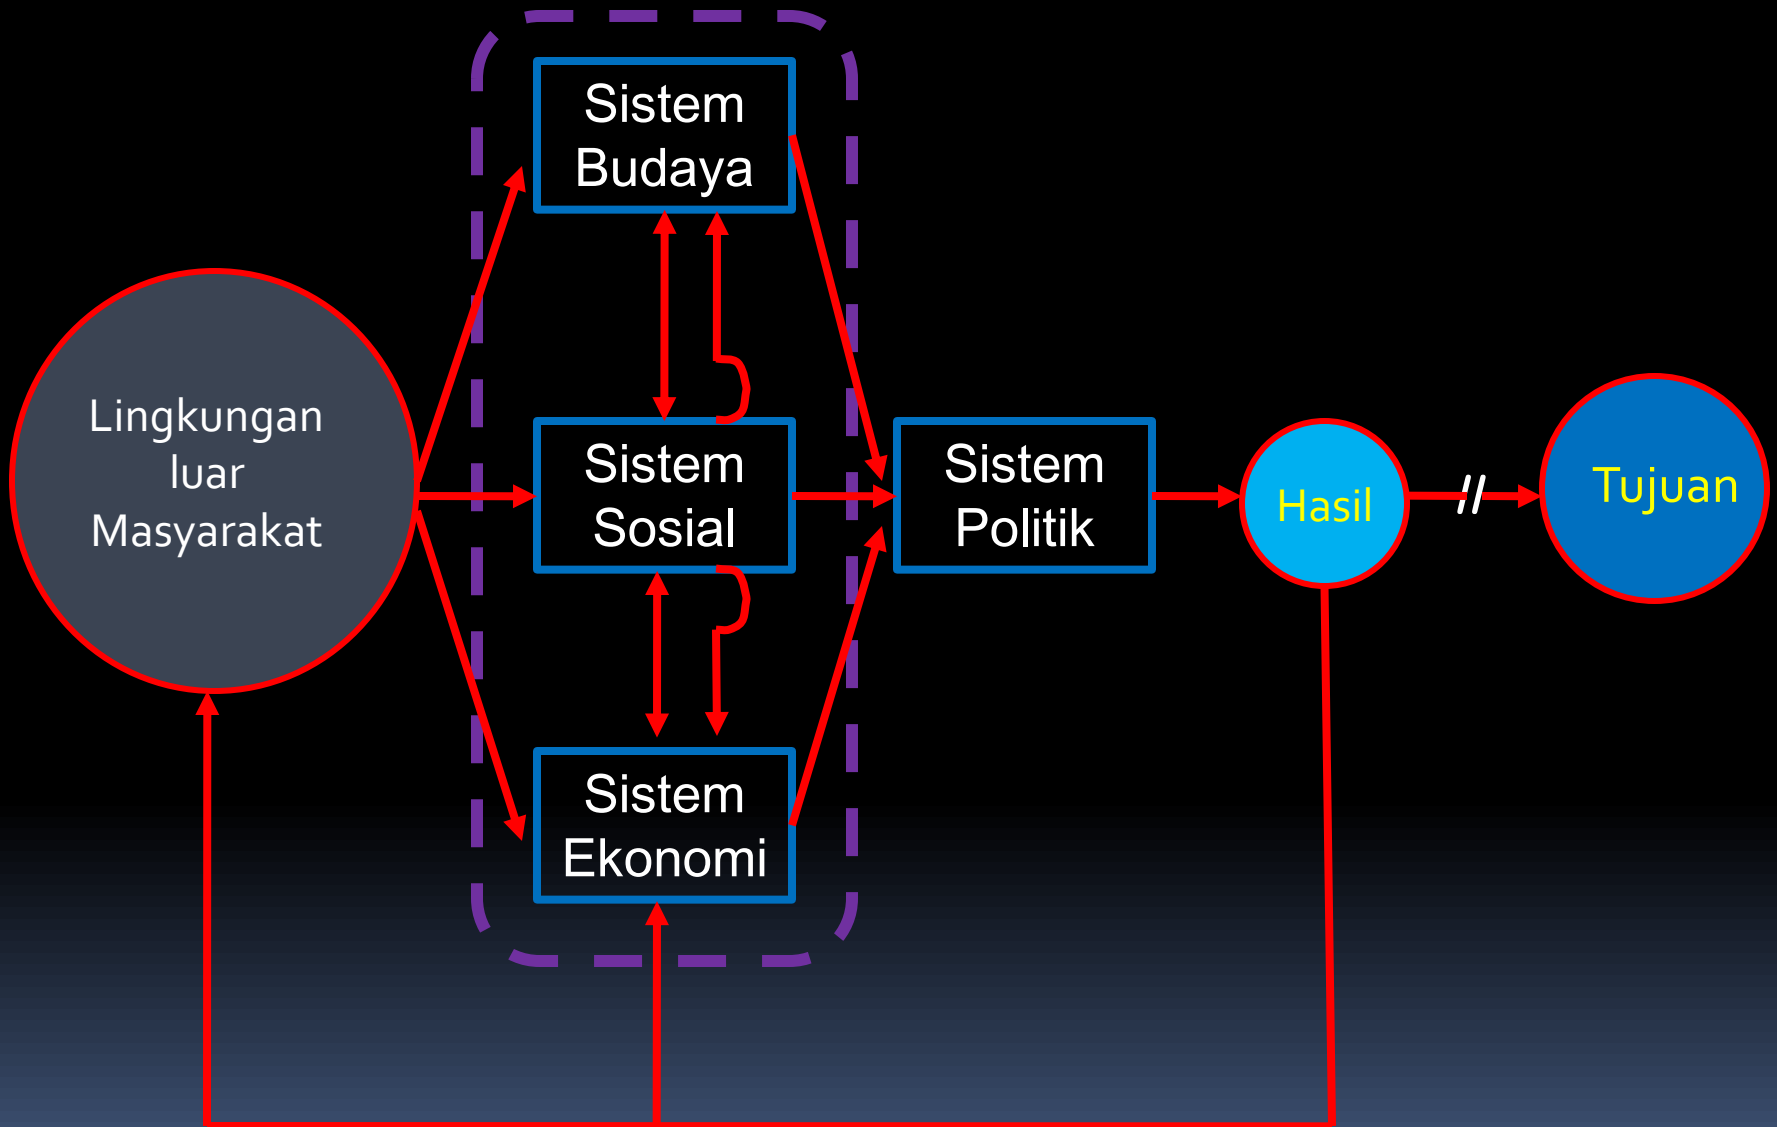 Sistem
Budaya
Lingkungan
luar
Masyarakat
Sistem
Sosial
Sistem
Politik
Hasil
Tujuan
Sistem
Ekonomi